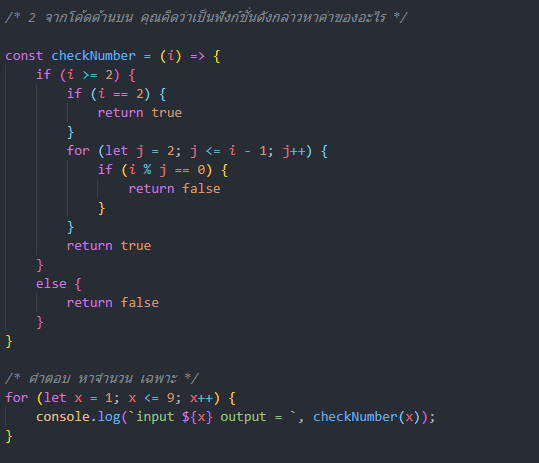 /* 2 จากโค้ดด้านบน คุณคิดว่าเป็นฟังก์ชั่นดังกล่าวหาค่าของอะไร */
const checkNumber = (i) => {
if (i >= 2) {
if (i == 2) {
return true
}
for (let j = 2; j <= i - 1; j++) {
if (i % j == 0) {
return false
}
}
return true
}
else {
return false
}
}
/* คำตอบ หาจำนวน เฉพาะ */
for (let x = 1; x <= 9; x++) {
console.log(`input ${x} output = `, checkNumber(x));
}